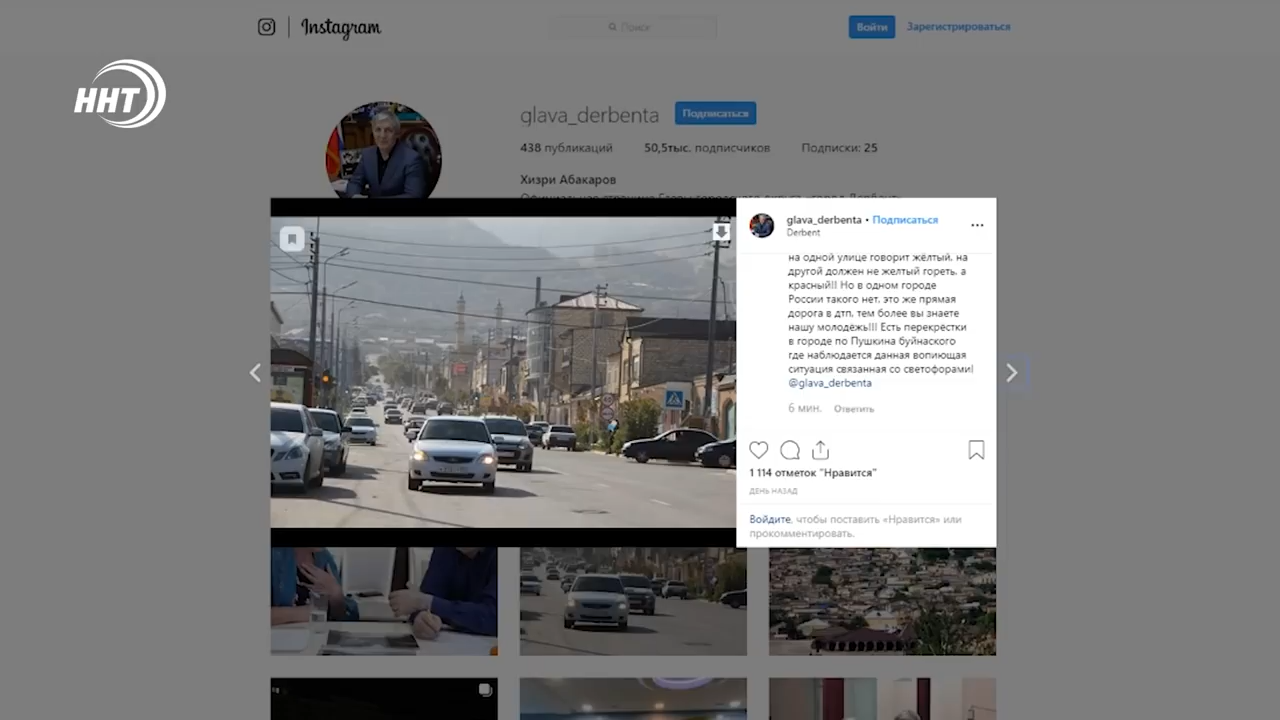 Instagram
Поиск
Войти
Зарегистрироваться
ННТ
glava_derbenta
Подписаться
438 публикаций
50,5тыс. подписчиков
Подписки: 25
Хизри Абакаров
glava_derbenta • Подписаться
Derbent
на одной улице говорит жёлтый, на
другой должен не желтый гореть, а
красный!! Но в одном городе
России такого нет, это же прямая
дорога в дтп, тем более вы знаете
нашу молодёжь!!! Есть перекрёстки
в городе по Пушкина буйнаского
где наблюдается данная вопиющая
ситуация связанная со светофорами!
@glava_derbenta
6 мин. Ответить
1 114 отметок "Нравится"
ДЕНЬ НАЗАД
Войдите, чтобы поставить «Нравится» или
прокомментировать.